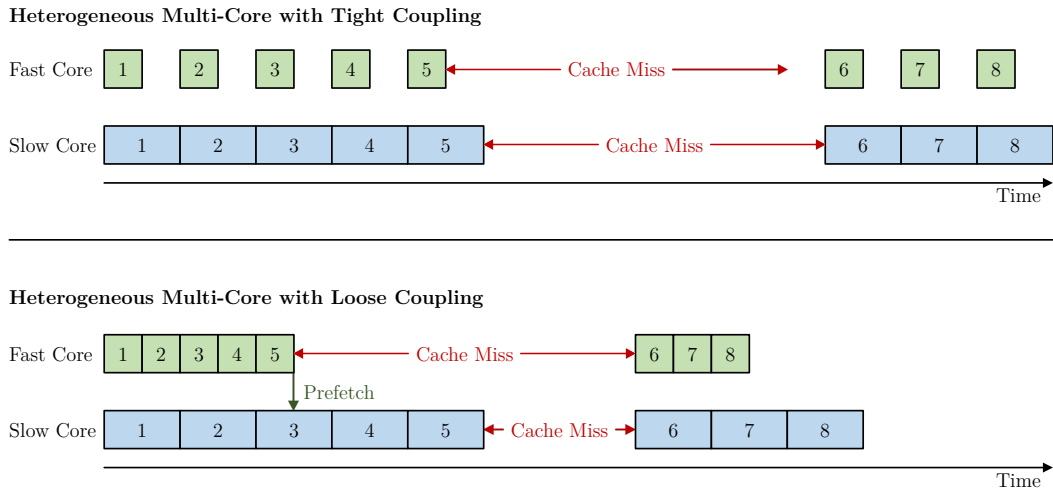 Heterogeneous Multi-Core with Tight Coupling
Fast Core 1 2 3 4 5 Cache Miss 6 7 8
Slow Core 1 2 3 4 5 Cache Miss 6 7 8
Time
Heterogeneous Multi-Core with Loose Coupling
Fast Core 1 2 3 4 5 Cache Miss 6 7 8
Prefetch
Slow Core 1 2 3 4 5 Cache Miss 6 7 8
Time